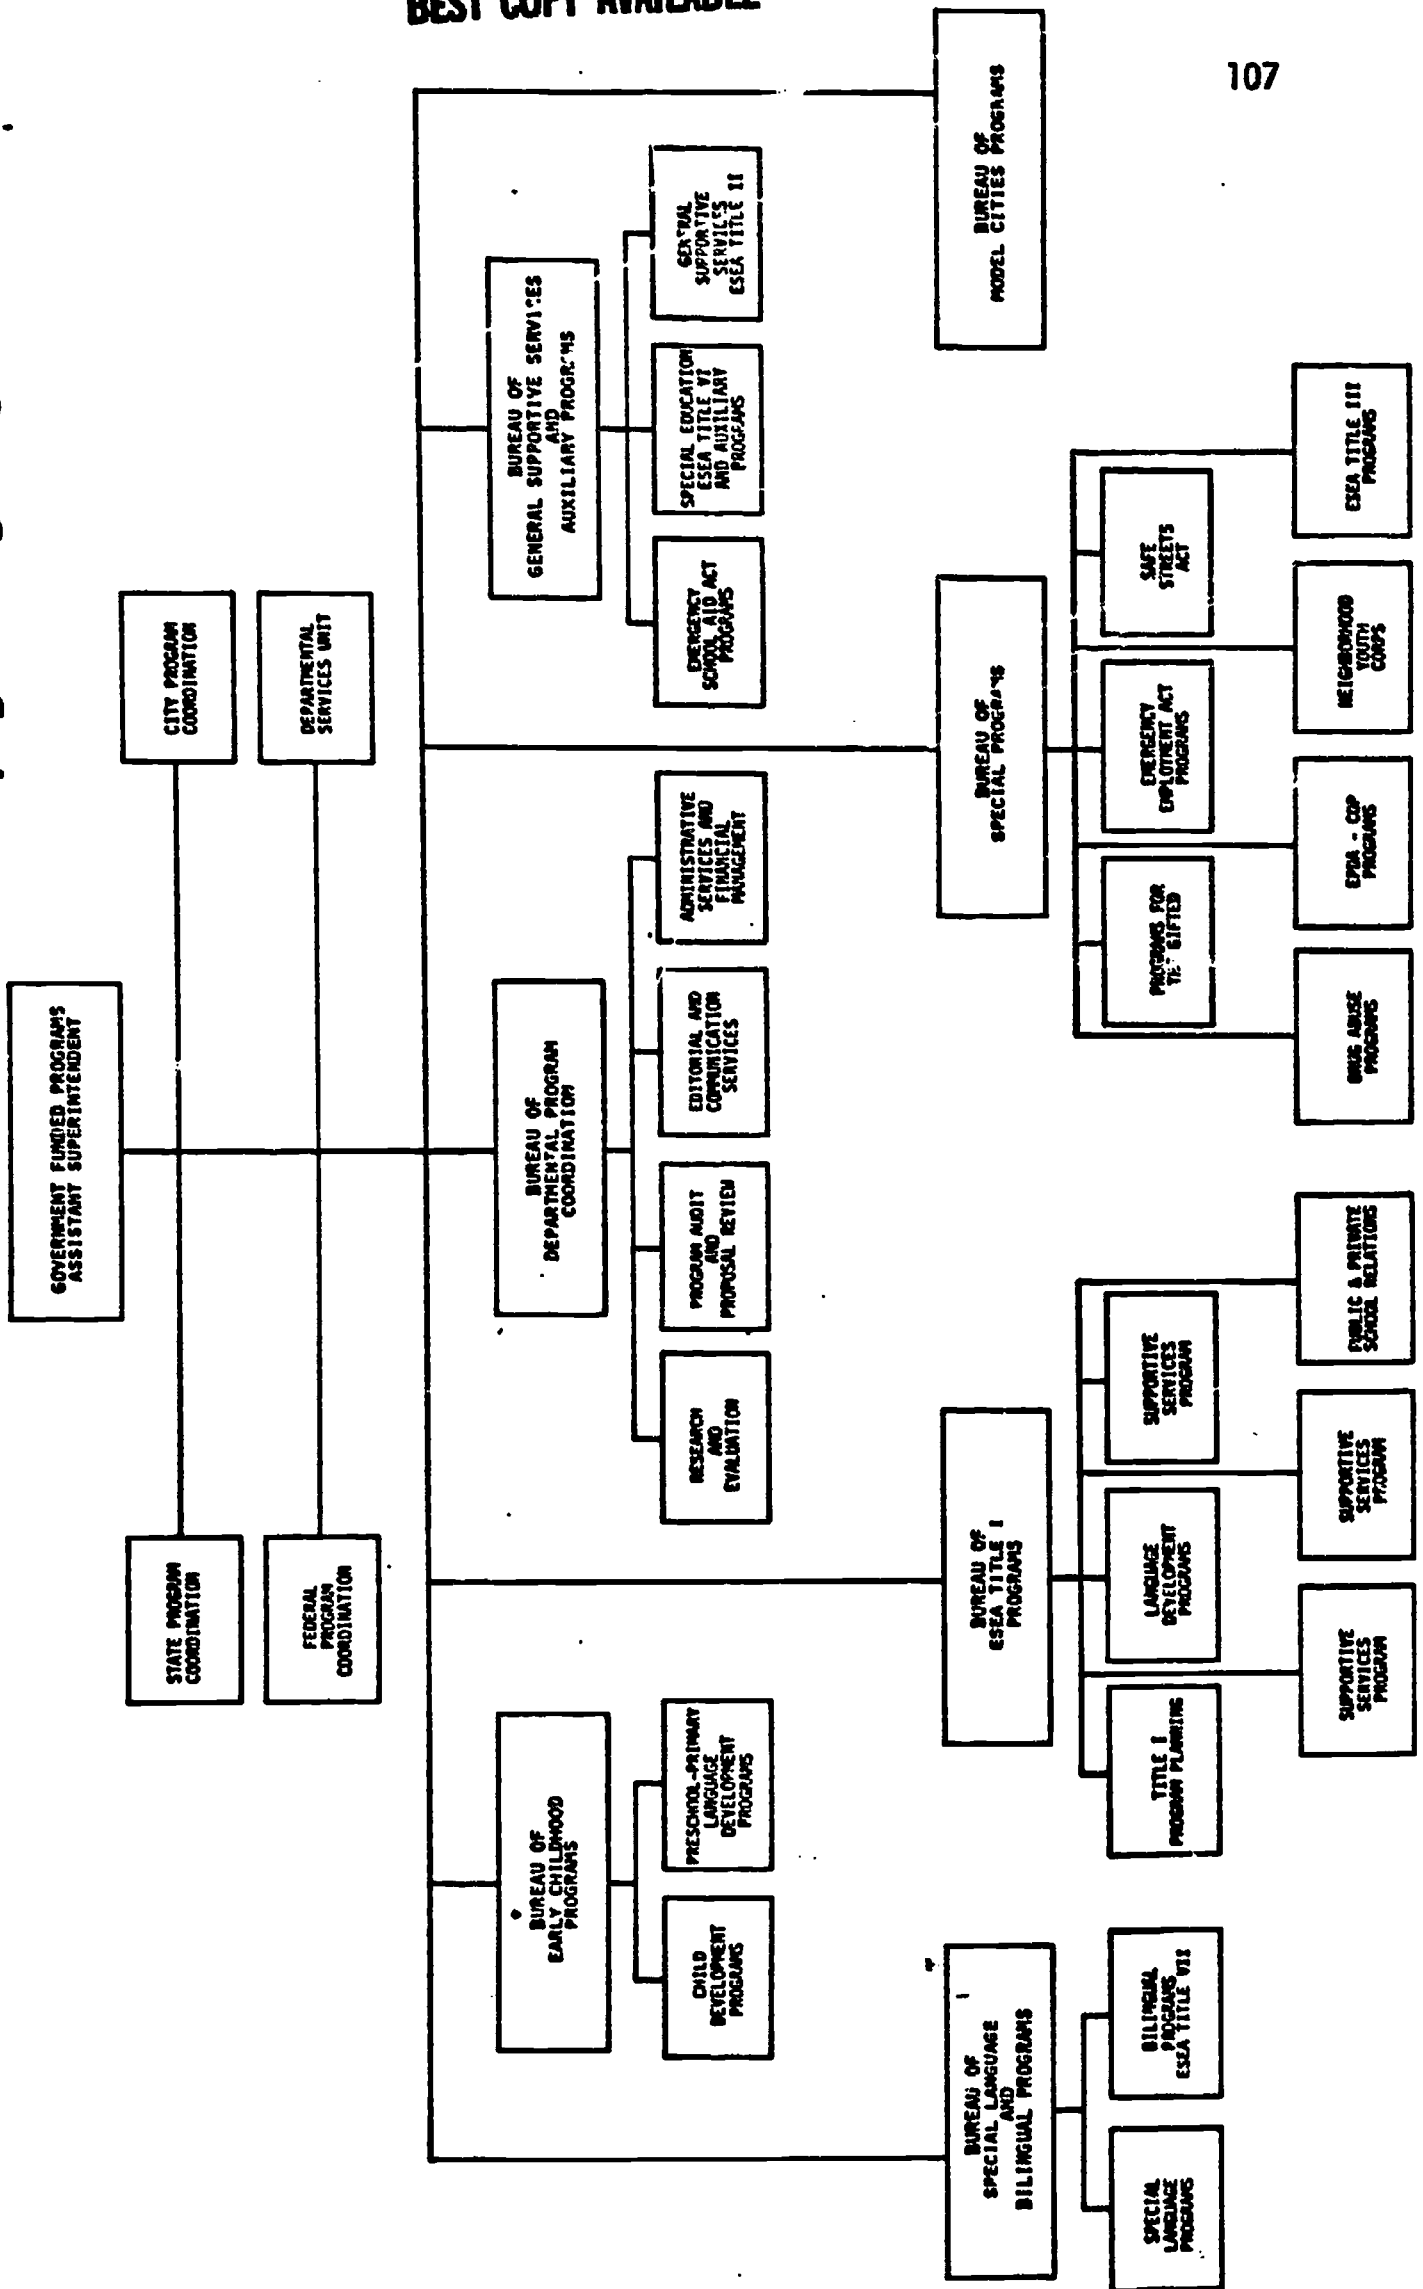 BEST COPY AVAILABLE
107
GOVERNMENT FUNDED PROGRAMS
ASSISTANT SUPERINTENDENT
STATE PROGRAM
COORDINATION
CITY PROGRAM
COORDINATION
FEDERAL
PROGRAM
COORDINATION
DEPARTMENTAL
SERVICES UNIT
BUREAU OF
EARLY CHILDHOOD
PROGRAMS
CHILD
DEVELOPMENT
PROGRAMS
PRESCHOOL-PRIMARY
LANGUAGE
DEVELOPMENT
PROGRAMS
BUREAU OF
DEPARTMENTAL PROGRAM
COORDINATION
RESEARCH
AND
EVALUATION
PROGRAM AUDIT
AND
PROPOSAL REVIEW
EDITORIAL AND
COMMUNICATION
SERVICES
ADMINISTRATIVE
SERVICES AND
FINANCIAL
MANAGEMENT
BUREAU OF
GENERAL SUPPORTIVE SERVICES
AND
AUXILIARY PROGRAMS
EMERGENCY
SCHOOL AID ACT
PROGRAMS
SPECIAL EDUCATION
ESEA TITLE VI
AND AUXILIARY
PROGRAMS
GENERAL
SUPPORTIVE
SERVICES
ESEA TITLE II
BUREAU OF
SPECIAL LANGUAGE
AND
BILINGUAL PROGRAMS
SPECIAL
LANGUAGE
PROGRAMS
BILINGUAL
PROGRAMS
ESEA TITLE VII
BUREAU OF
ESEA TITLE I
PROGRAMS
TITLE I
PROGRAM PLANNING
LANGUAGE
DEVELOPMENT
PROGRAMS
SUPPORTIVE
SERVICES
PROGRAM
SUPPORTIVE
SERVICES
PROGRAM
SUPPORTIVE
SERVICES
PROGRAM
PUBLIC & PRIVATE
SCHOOL RELATIONS
BUREAU OF
SPECIAL PROGRAMS
PROGRAMS FOR
THE GIFTED
EMERGENCY
EMPLOYMENT ACT
PROGRAMS
SAFE
STREETS
ACT
DRUG ABUSE
PROGRAMS
EPDA - COP
PROGRAMS
NEIGHBORHOOD
YOUTH
CORPS
ESEA TITLE III
PROGRAMS
BUREAU OF
MODEL CITIES PROGRAMS